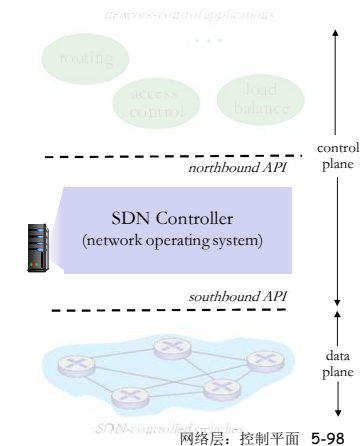 network-control applications
...
routing
access
control
load
balance
control
plane
northbound API
SDN Controller
(network operating system)
southbound API
data
plane
SDN-controlled switches
网络层: 控制平面 5-98